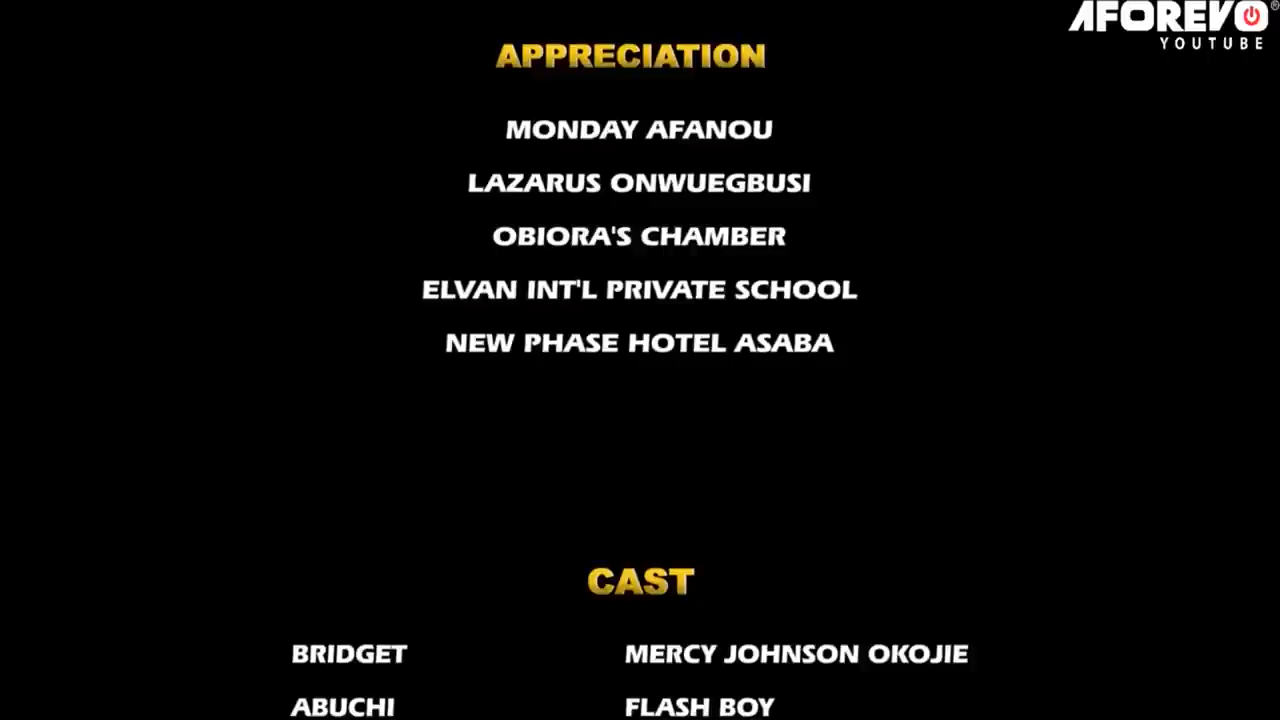 AFOREVO®
YOUTUBE
APPRECIATION
MONDAY AFANOU
LAZARUS ONWUEGBUSI
OBIORA'S CHAMBER
ELVAN INT'L PRIVATE SCHOOL
NEW PHASE HOTEL ASABA
CAST
BRIDGET MERCY JOHNSON OKOJIE
ABUCHI FLASH BOY